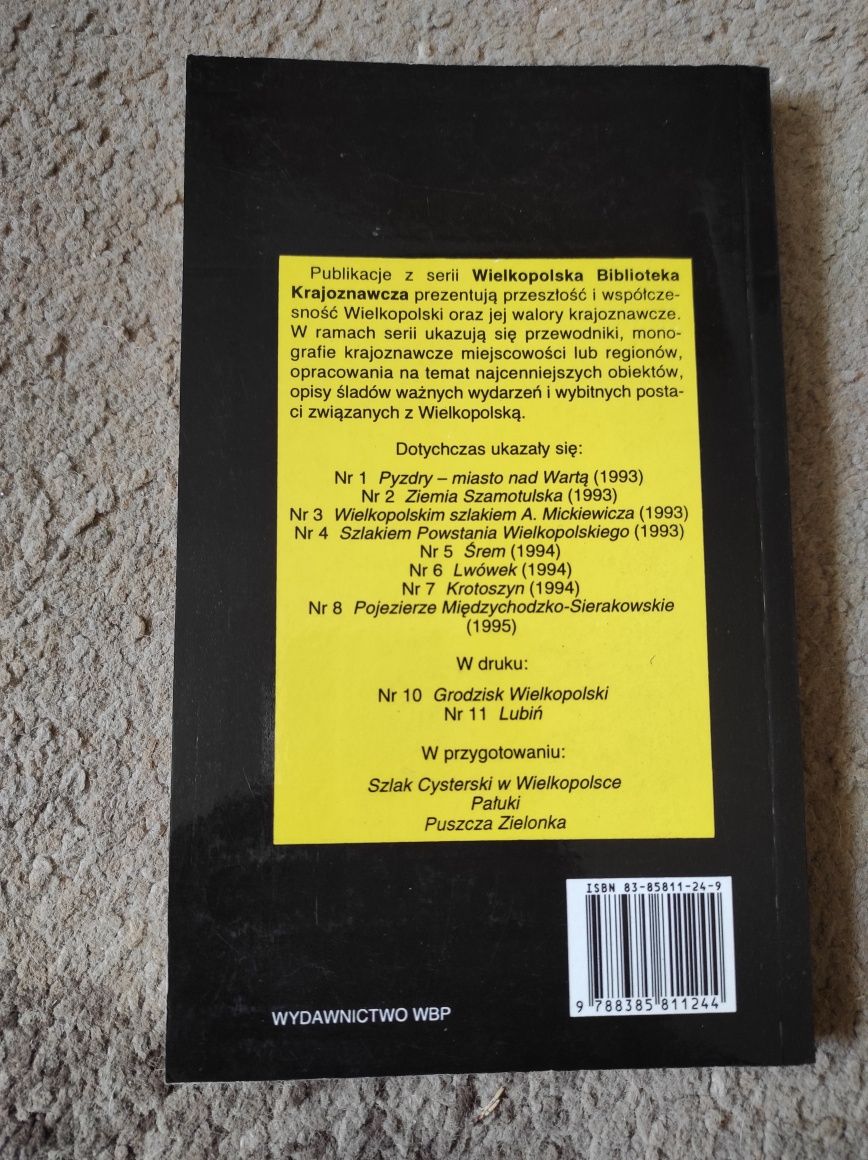 Publikacje z serii Wielkopolska Biblioteka
Krajoznawcza prezentują przeszłość i współcze-
sność Wielkopolski oraz jej walory krajoznawcze.
W ramach serii ukazują się przewodniki, mono-
grafie krajoznawcze miejscowości lub regionów,
opracowania na temat najcenniejszych obiektów,
opisy śladów ważnych wydarzeń i wybitnych posta-
ci związanych z Wielkopolską.
Dotychczas ukazały się:
Nr 1 Pyzdry – miasto nad Wartą (1993)
Nr 2 Ziemia Szamotulska (1993)
Nr 3 Wielkopolskim szlakiem A. Mickiewicza (1993)
Nr 4 Szlakiem Powstania Wielkopolskiego (1993)
Nr 5 Śrem (1994)
Nr 6 Lwówek (1994)
Nr 7 Krotoszyn (1994)
Nr 8 Pojezierze Międzychodzko-Sierakowskie
(1995)
W druku:
Nr 10 Grodzisk Wielkopolski
Nr 11 Lubiń
W przygotowaniu:
Szlak Cysterski w Wielkopolsce
Pałuki
Puszcza Zielonka
ISBN 83-85811-24-9
9 788385 811244
WYDAWNICTWO WBP